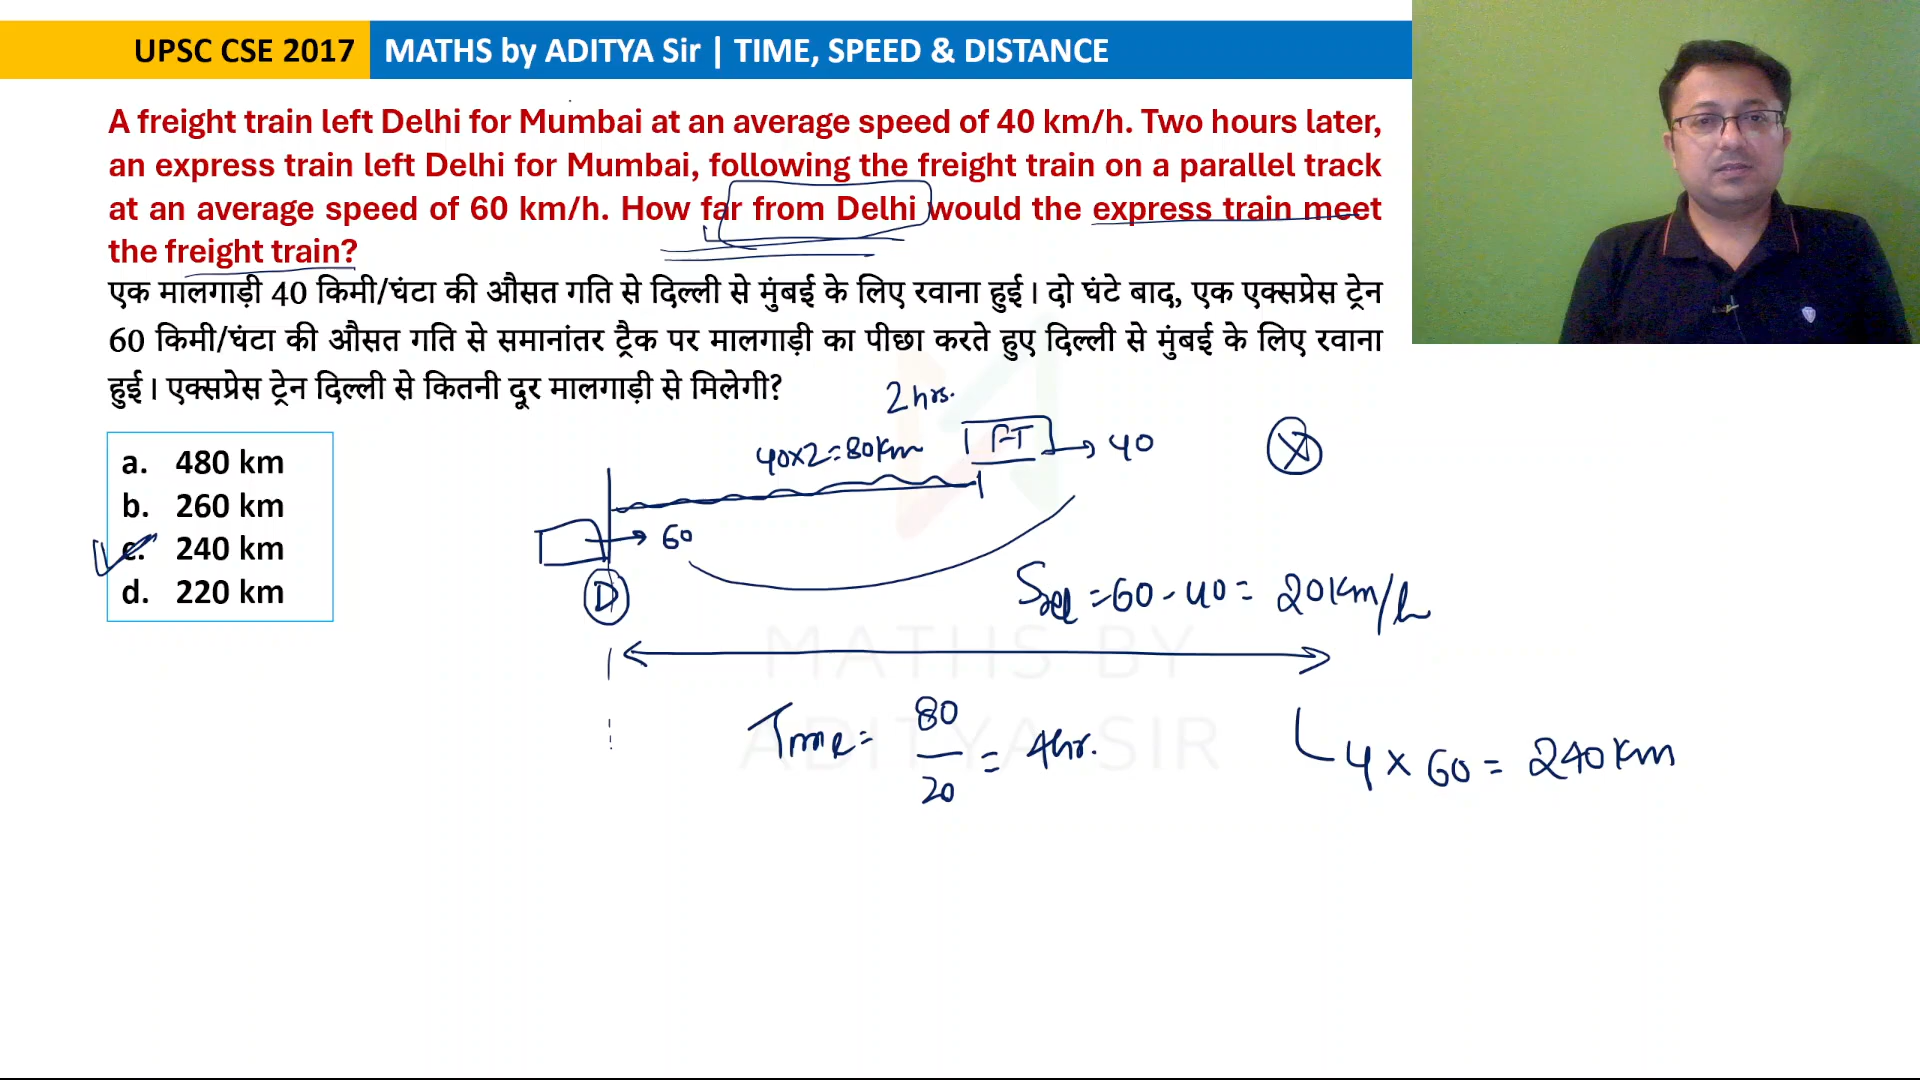 UPSC CSE 2017
MATHS by ADITYA Sir | TIME, SPEED & DISTANCE
A freight train left Delhi for Mumbai at an average speed of 40 km/h. Two hours later,
an express train left Delhi for Mumbai, following the freight train on a parallel track
at an average speed of 60 km/h. How far from Delhi would the express train meet
the freight train?
एक मालगाड़ी 40 किमी/घंटा की औसत गति से दिल्ली से मुंबई के लिए रवाना हुई। दो घंटे बाद, एक एक्सप्रेस ट्रेन
60 किमी/घंटा की औसत गति से समानांतर ट्रैक पर मालगाड़ी का पीछा करते हुए दिल्ली से मुंबई के लिए रवाना
हुई। एक्सप्रेस ट्रेन दिल्ली से कितनी दूर मालगाड़ी से मिलेगी?
a. 480 km
b. 260 km
c. 240 km
d. 220 km
2 hrs.
40x2=80km
FT
40
60
D
Srel =60-40= 20km/h
Time = 80/20 = 4hr.
4 x 60 = 240 km
MATHS BY
ADITYA SIR